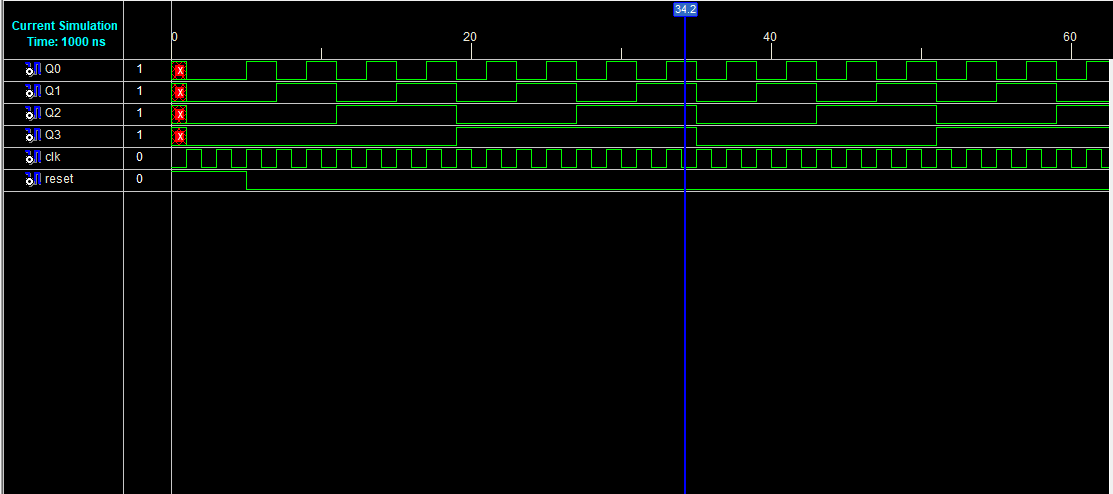 34.2
Current Simulation
Time: 1000 ns
0 20 40 60
Q0 1 X
Q1 1 X
Q2 1 X
Q3 1 X
clk 0
reset 0